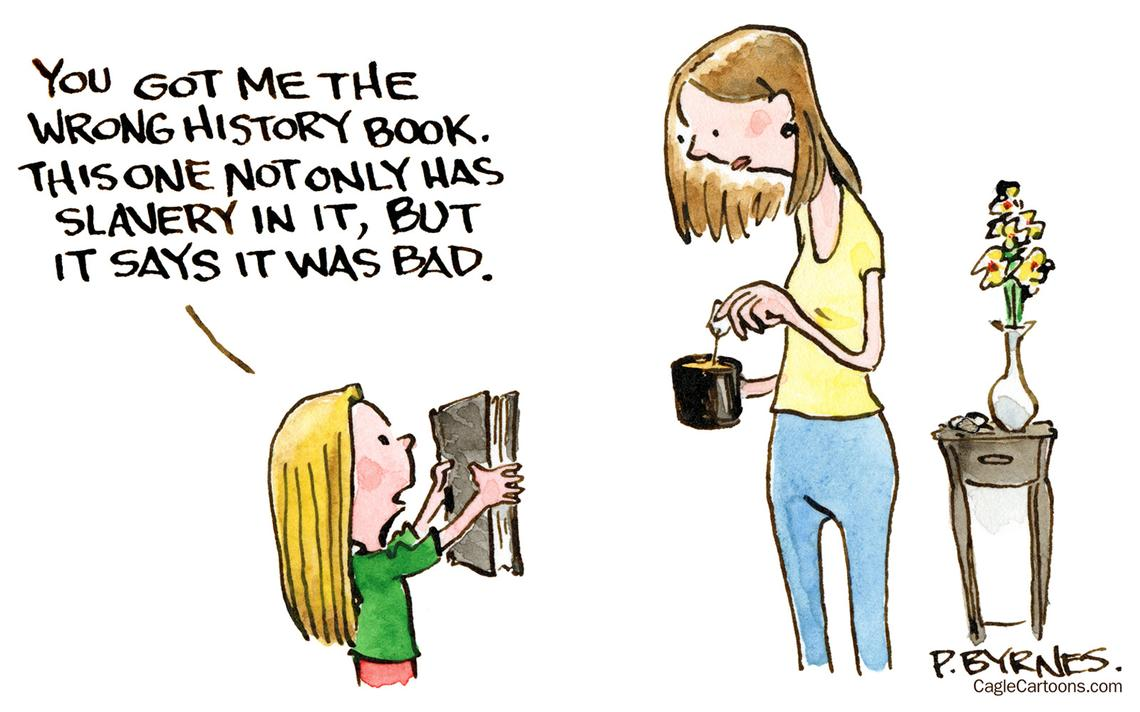 YOU GOT ME THE
WRONG HISTORY BOOK.
THIS ONE NOT ONLY HAS
SLAVERY IN IT, BUT
IT SAYS IT WAS BAD.
P. BYRNES.
CagleCartoons.com